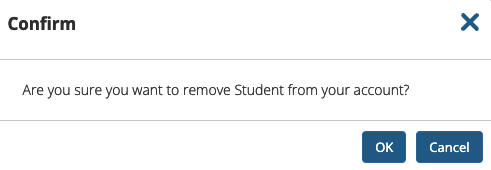 Confirm
Are you sure you want to remove Student from your account?
OK
Cancel